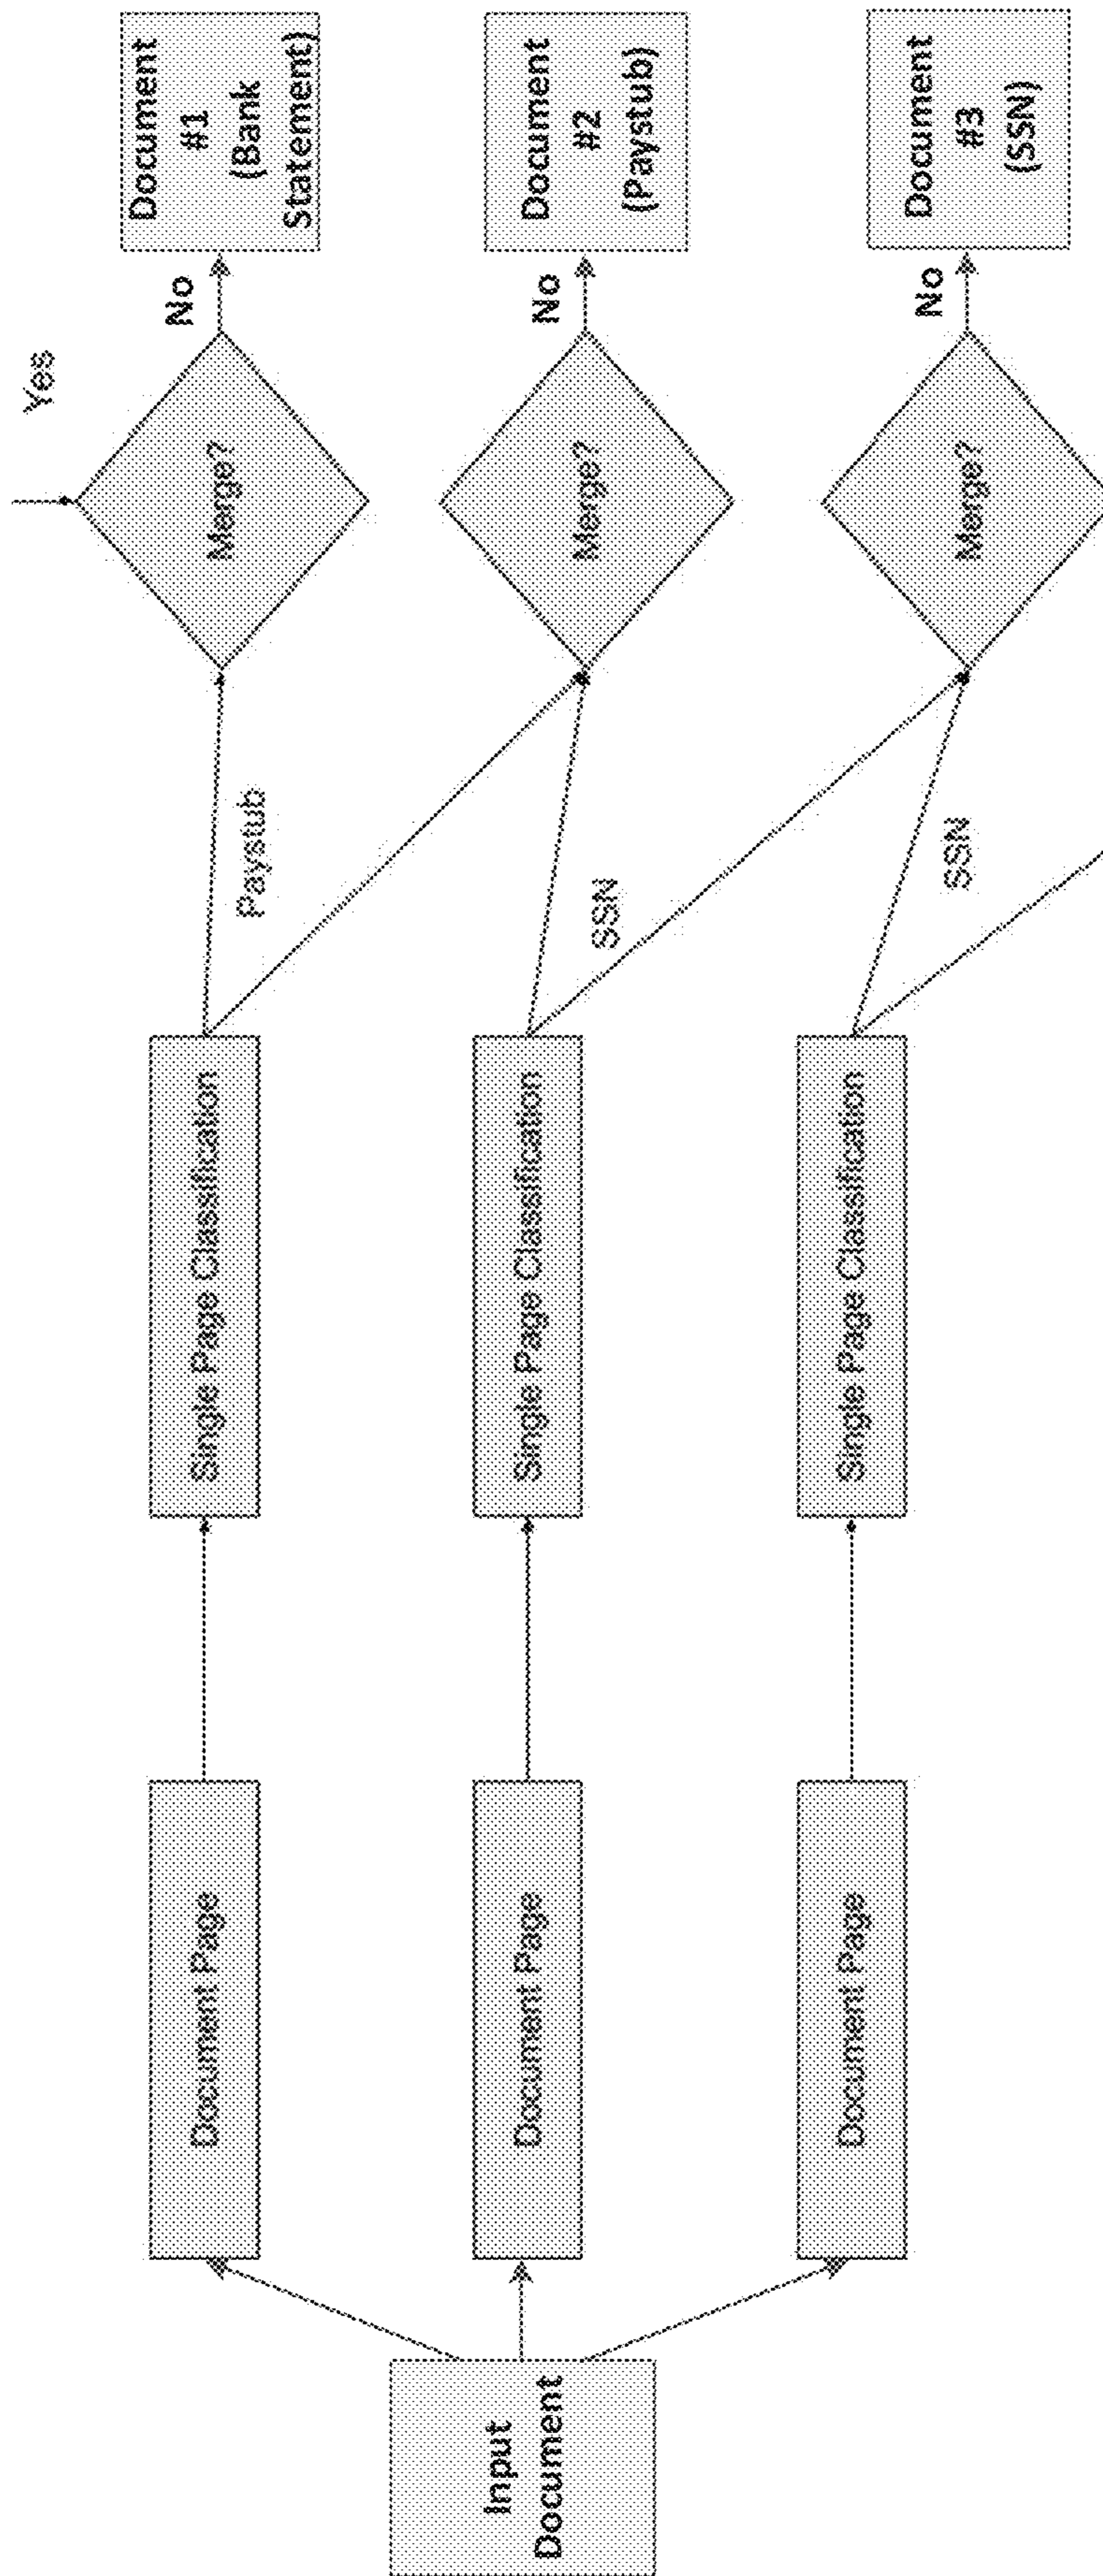 Input
Document
Document Page
Single Page Classification
Paystub
Merge?
Yes
No
Document
#1
(Bank
Statement)
Document Page
Single Page Classification
SSN
Merge?
No
Document
#2
(Paystub)
Document Page
Single Page Classification
SSN
Merge?
No
Document
#3
(SSN)